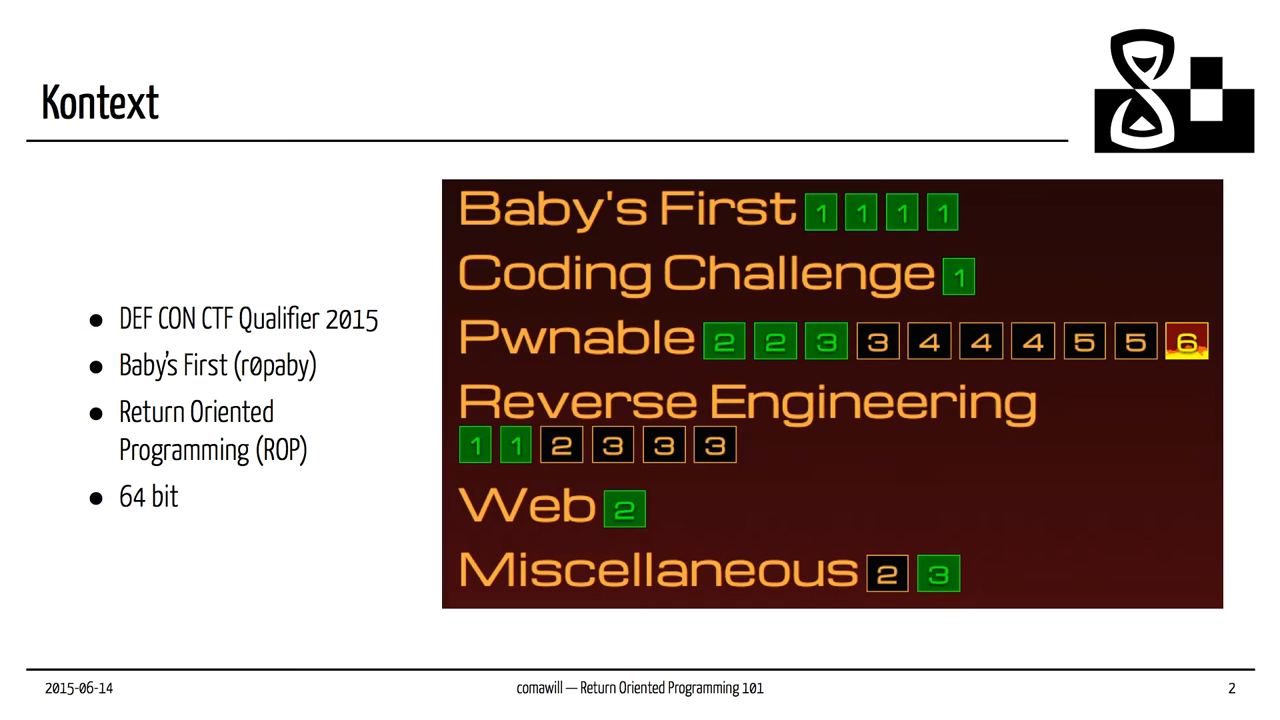 Kontext
• DEF CON CTF Qualifier 2015
• Baby's First (r0paby)
• Return Oriented
Programming (ROP)
• 64 bit
Baby's First 1 1 1 1
Coding Challenge 1
Pwnable 2 2 3 3 4 4 4 5 5 6
Reverse Engineering
1 1 2 3 3 3
Web 2
Miscellaneous 2 3
2015-06-14
comawill — Return Oriented Programming 101
2